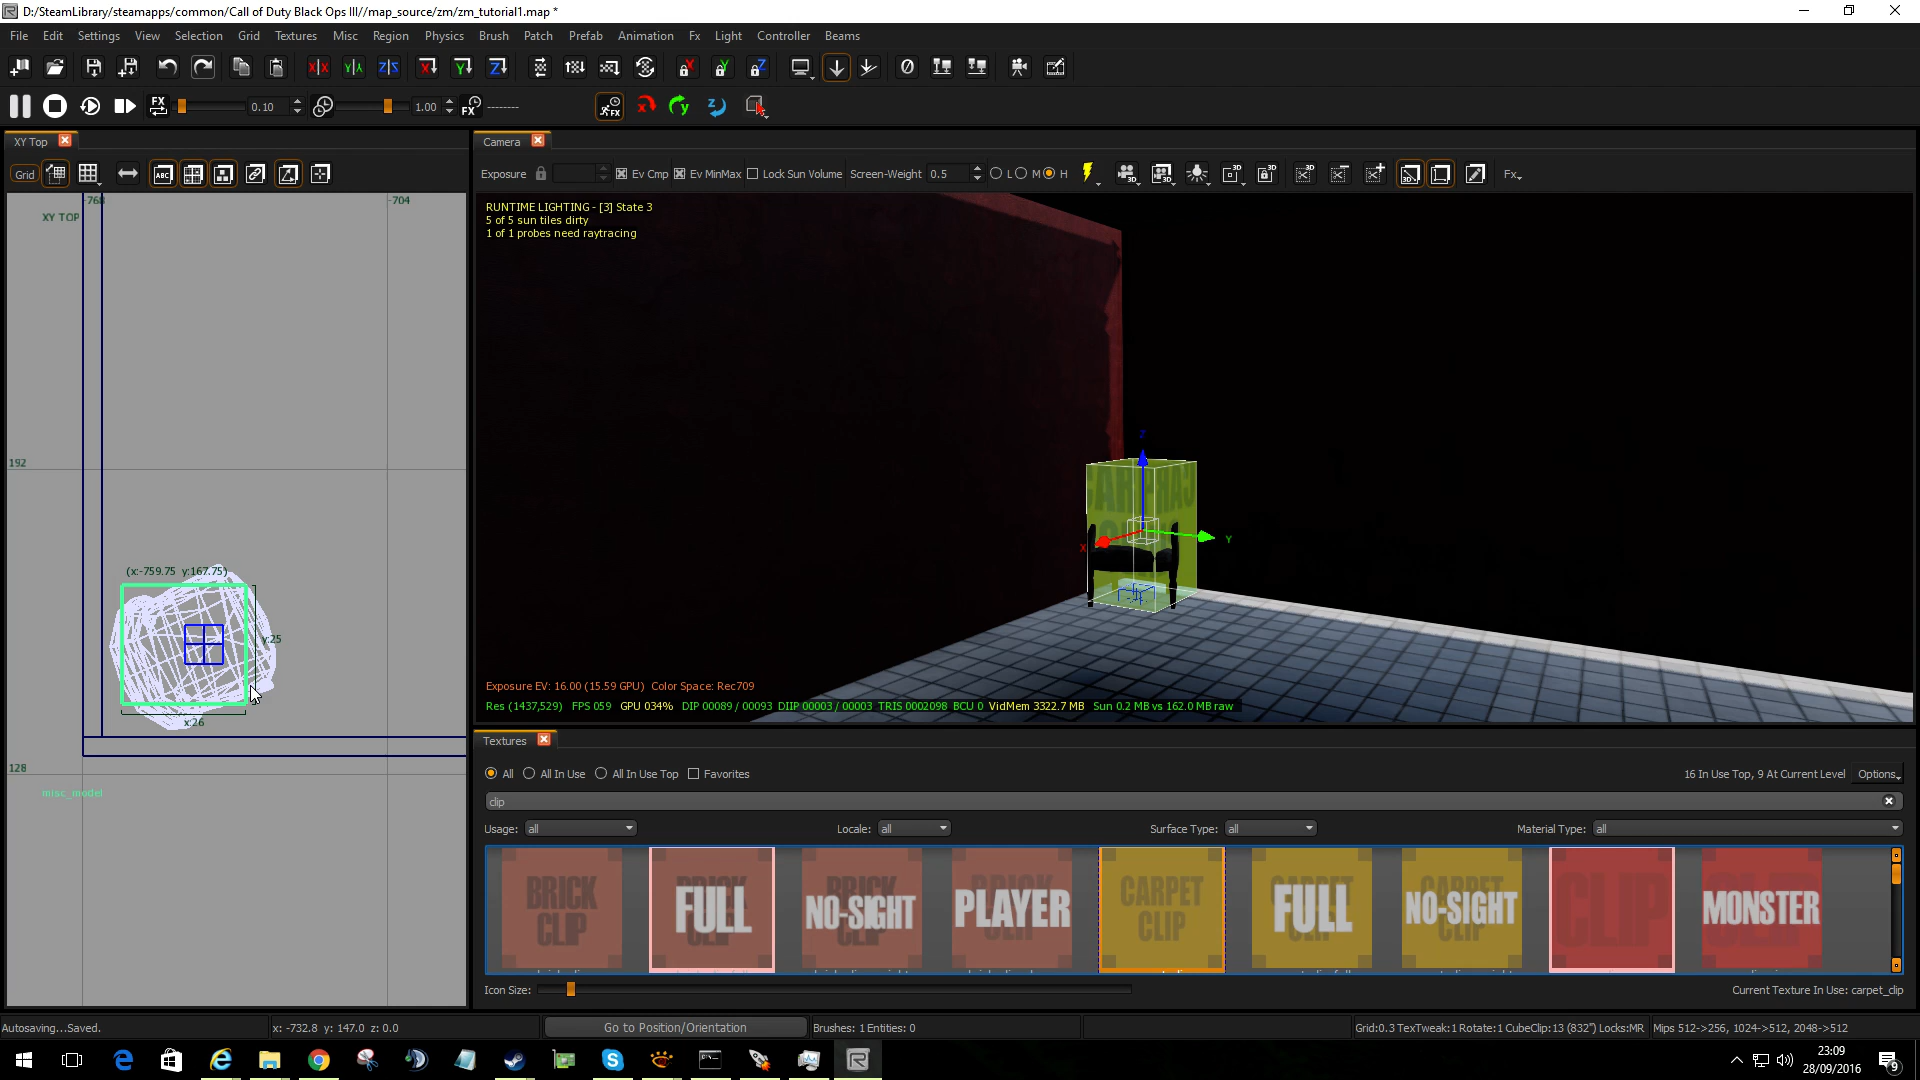 D:/SteamLibrary/steamapps/common/Call of Duty Black Ops III//map_source/zm/zm_tutorial1.map *
File Edit Settings View Selection Grid Textures Misc Region Physics Brush Patch Prefab Animation Fx Light Controller Beams
FX 0.10 1.00 FX --------
XY Top
Camera
Grid ABC
Exposure Ev Cmp Ev MinMax Lock Sun Volume Screen-Weight 0.5 L M H Fx
-768 -704
XY TOP
RUNTIME LIGHTING - [3] State 3
5 of 5 sun tiles dirty
1 of 1 probes need raytracing
192
Z
X
Y
(x:-759.75 y:167.75)
y:25
x:26
128
misc_model
Exposure EV: 16.00 (15.59 GPU) Color Space: Rec709
Res (1437,529) FPS 059 GPU 034% DIP 00089 / 00093 DIIP 00003 / 00003 TRIS 0002098 BCU 0 VidMem 3322.7 MB Sun 0.2 MB vs 162.0 MB raw
Textures
All All In Use All In Use Top Favorites 16 In Use Top, 9 At Current Level Options
clip
Usage: all Locale: all Surface Type: all Material Type: all
BRICK CLIP
FULL
NO-SIGHT
PLAYER
CARPET CLIP
FULL
NO-SIGHT
CLIP
MONSTER
Icon Size: Current Texture In Use: carpet_clip
Autosaving...Saved. x: -732.8 y: 147.0 z: 0.0 Go to Position/Orientation Brushes: 1 Entities: 0 Grid:0.3 TexTweak:1 Rotate:1 CubeClip:13 (832") Locks:MR Mips 512->256, 1024->512, 2048->512
23:09
28/09/2016
9